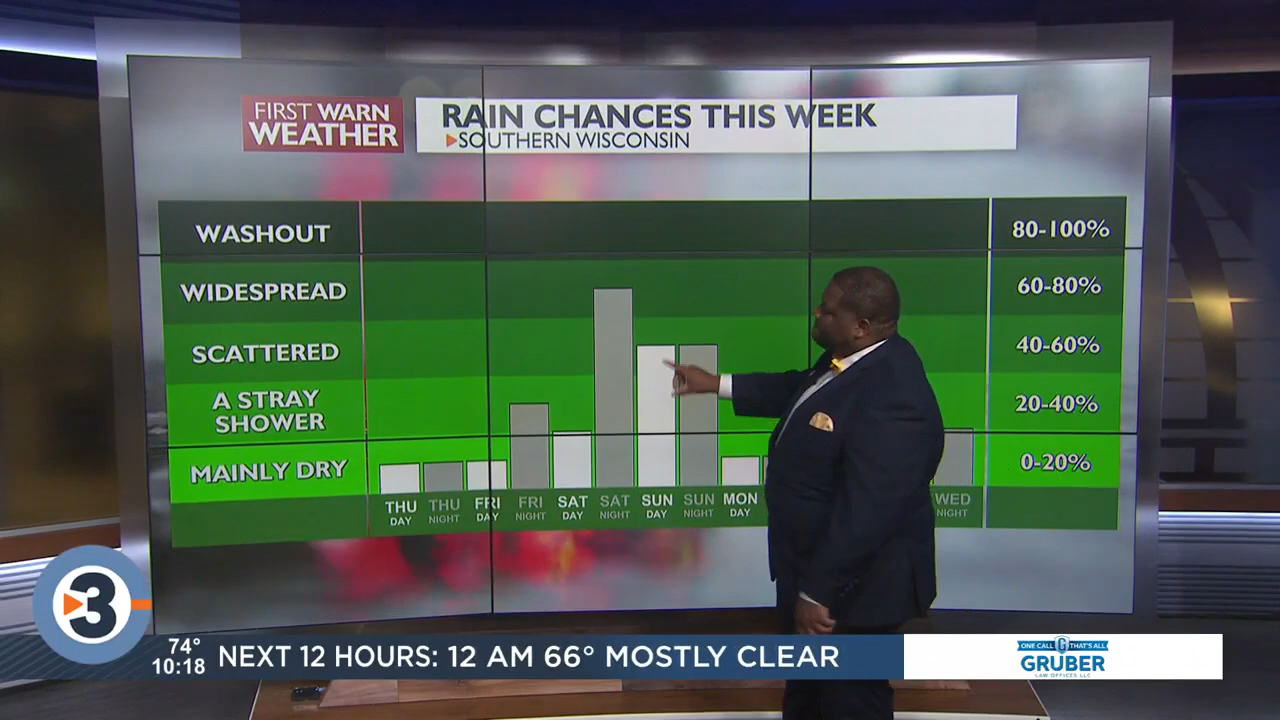 FIRST WARN
WEATHER
RAIN CHANCES THIS WEEK
SOUTHERN WISCONSIN
WASHOUT
80-100%
WIDESPREAD
60-80%
SCATTERED
40-60%
A STRAY
SHOWER
20-40%
MAINLY DRY
0-20%
THU THU FRI FRI SAT SAT SUN SUN MON WED
DAY NIGHT DAY NIGHT DAY NIGHT DAY NIGHT DAY NIGHT
3
74°
10:18
NEXT 12 HOURS: 12 AM 66° MOSTLY CLEAR
ONE CALL G THAT'S ALL
GRUBER
LAW OFFICES LLC